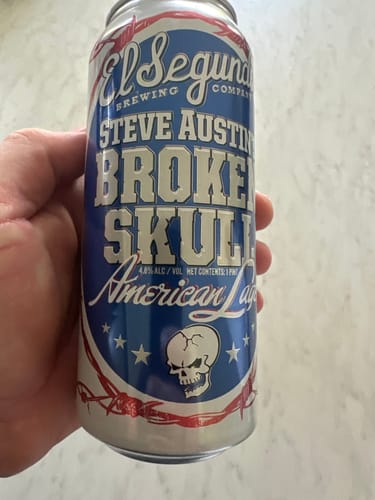 El Segund
BREWING COMPANY
STEVE AUSTIN'
BROKE
SKUL
4.8% ALC / VOL NET CONTENTS: 1 PINT
American Lag